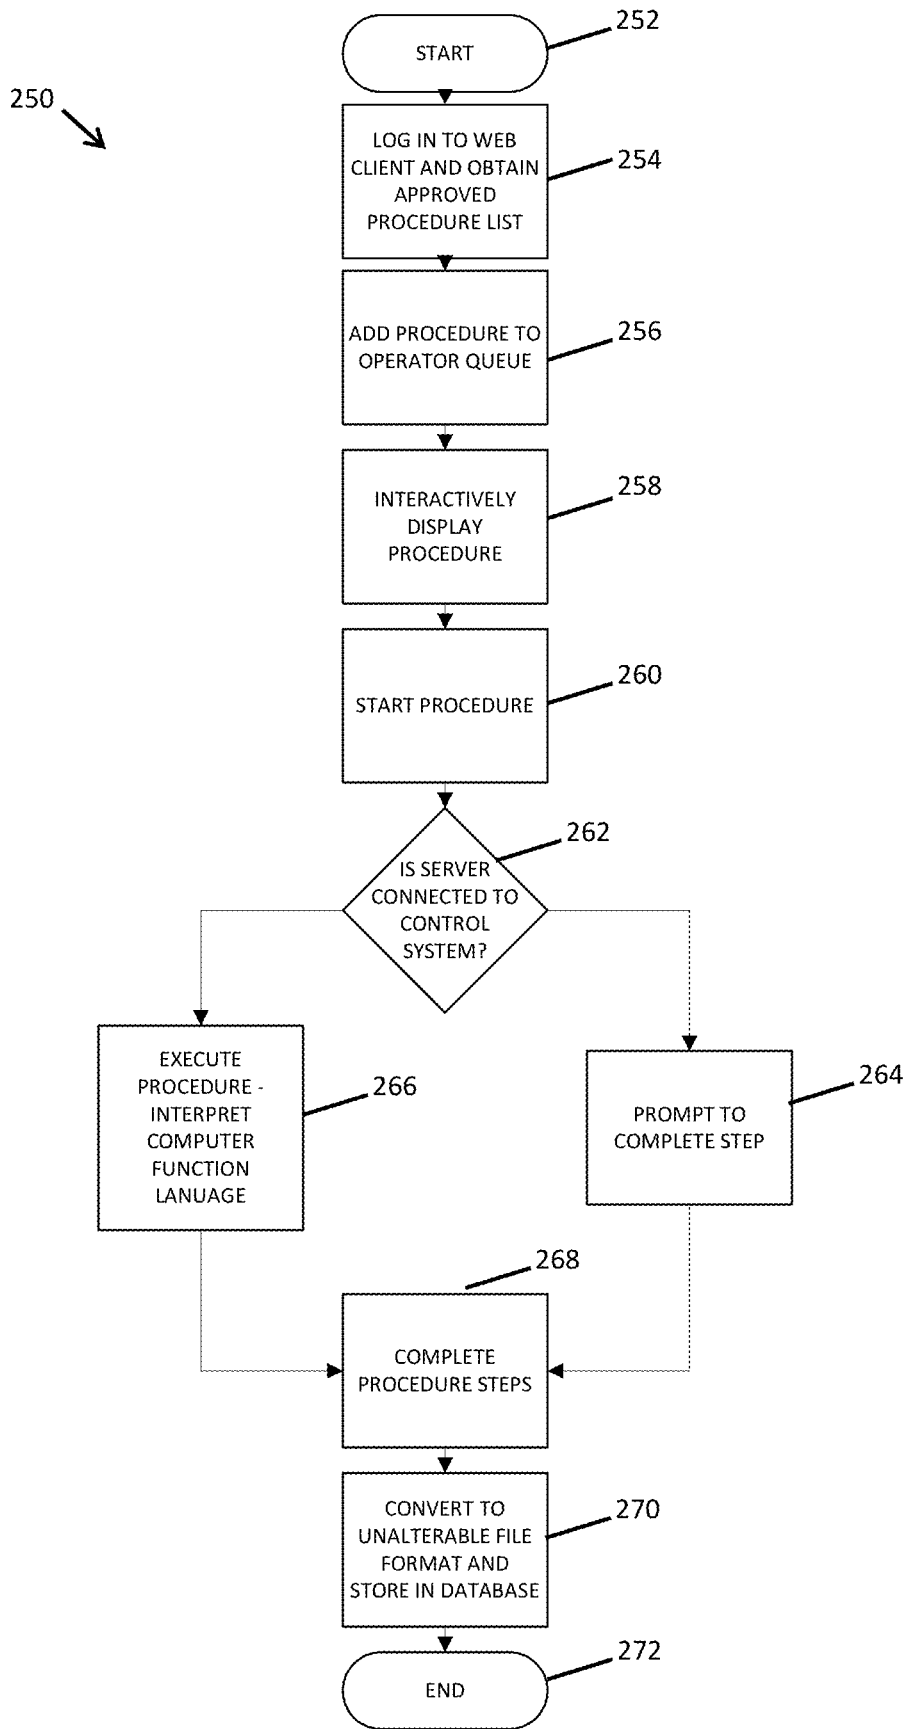 252
START
250
LOG IN TO WEB
CLIENT AND OBTAIN
APPROVED
PROCEDURE LIST
254
ADD PROCEDURE TO
OPERATOR QUEUE
256
INTERACTIVELY
DISPLAY
PROCEDURE
258
START PROCEDURE
260
262
IS SERVER
CONNECTED TO
CONTROL
SYSTEM?
EXECUTE
PROCEDURE -
INTERPRET
COMPUTER
FUNCTION
LANUAGE
266
PROMPT TO
COMPLETE STEP
264
268
COMPLETE
PROCEDURE STEPS
CONVERT TO
UNALTERABLE FILE
FORMAT AND
STORE IN DATABASE
270
END
272